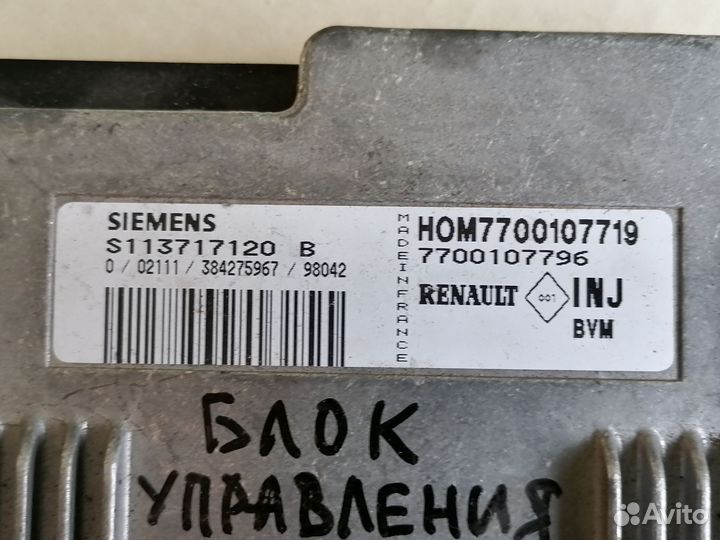 SIEMENS
S113717120 B
0 / 02111 / 384275967 / 98042
MADE IN FRANCE
HOM7700107719
7700107796
RENAULT 001 INJ
BVM
БЛОК
УПРАВЛЕНИЯ
Avito